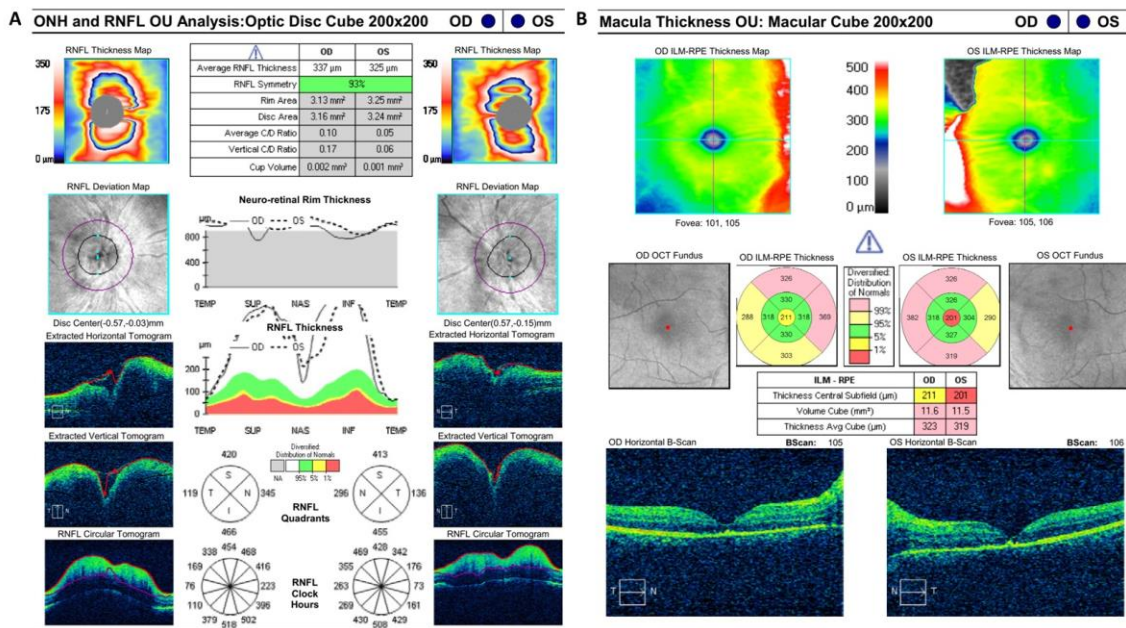 A ONH and RNFL OU Analysis:Optic Disc Cube 200x200 OD OS
RNFL Thickness Map
350
175
0 µm
OD OS
Average RNFL Thickness 337 µm 325 µm
RNFL Symmetry 93%
Rim Area 3.13 mm² 3.25 mm²
Disc Area 3.16 mm² 3.24 mm²
Average C/D Ratio 0.10 0.05
Vertical C/D Ratio 0.17 0.06
Cup Volume 0.002 mm³ 0.001 mm³
RNFL Thickness Map
350
175
0 µm
RNFL Deviation Map
Disc Center(-0.57,-0.03)mm
Neuro-retinal Rim Thickness
µm OD OS
800
400
0
TEMP SUP NAS INF TEMP
RNFL Deviation Map
Disc Center(0.57,-0.15)mm
RNFL Thickness
µm OD OS
200
100
0
TEMP SUP NAS INF TEMP
Extracted Horizontal Tomogram
N T
Extracted Horizontal Tomogram
N T
Extracted Vertical Tomogram
Extracted Vertical Tomogram
Diversified
Distribution of Normals
NA 95% 5% 1%
420
S
119 T N 345
I
466
413
S
296 N T 136
I
455
RNFL
Quadrants
RNFL Circular Tomogram
RNFL Circular Tomogram
454
338 468
169 416
76 223
110 396
379 502
518
RNFL
Clock
Hours
428
469 342
355 176
263 73
269 161
430 429
508
B Macula Thickness OU: Macular Cube 200x200 OD OS
OD ILM-RPE Thickness Map
Fovea: 101, 105
500
400
300
200
100
0 µm
OS ILM-RPE Thickness Map
Fovea: 105, 106
OD OCT Fundus
OD ILM-RPE Thickness
326
330
288 318 211 318 369
330
303
Diversified:
Distribution
of Normals
99%
95%
5%
1%
OS ILM-RPE Thickness
326
326
382 318 201 304 290
327
319
OS OCT Fundus
ILM - RPE OD OS
Thickness Central Subfield (µm) 211 201
Volume Cube (mm³) 11.6 11.5
Thickness Avg Cube (µm) 323 319
OD Horizontal B-Scan BScan: 105
T N
OS Horizontal B-Scan BScan: 106
N T